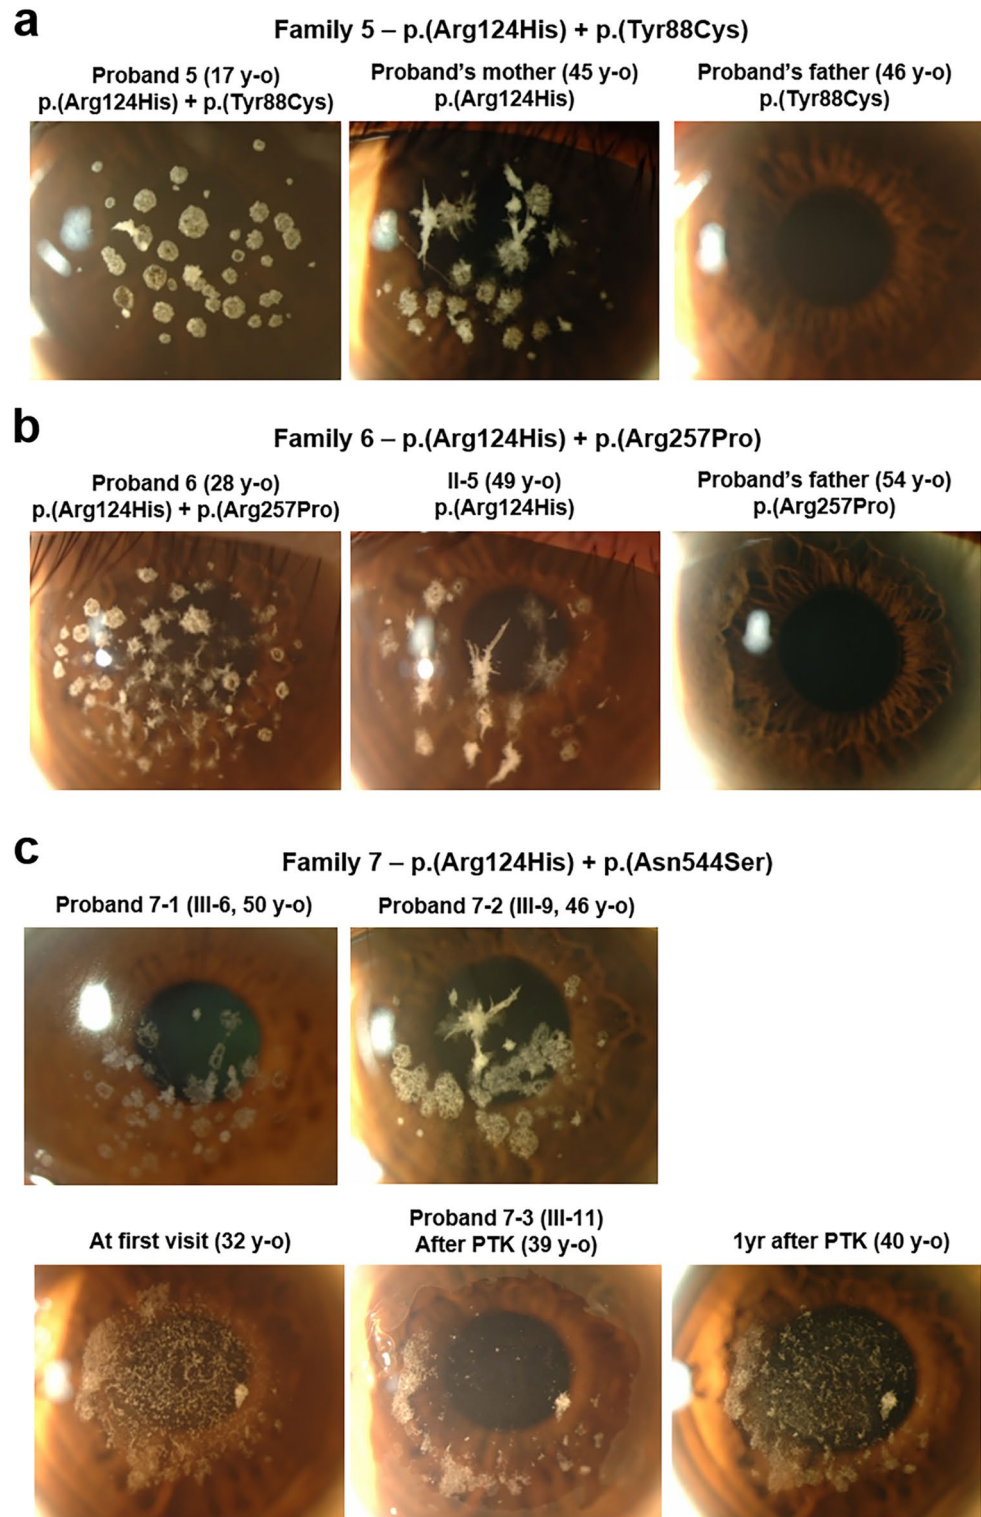 a
Family 5 – p.(Arg124His) + p.(Tyr88Cys)
Proband 5 (17 y-o)
p.(Arg124His) + p.(Tyr88Cys)
Proband's mother (45 y-o)
p.(Arg124His)
Proband's father (46 y-o)
p.(Tyr88Cys)
b
Family 6 – p.(Arg124His) + p.(Arg257Pro)
Proband 6 (28 y-o)
p.(Arg124His) + p.(Arg257Pro)
II-5 (49 y-o)
p.(Arg124His)
Proband's father (54 y-o)
p.(Arg257Pro)
c
Family 7 – p.(Arg124His) + p.(Asn544Ser)
Proband 7-1 (III-6, 50 y-o)
Proband 7-2 (III-9, 46 y-o)
At first visit (32 y-o)
Proband 7-3 (III-11)
After PTK (39 y-o)
1yr after PTK (40 y-o)